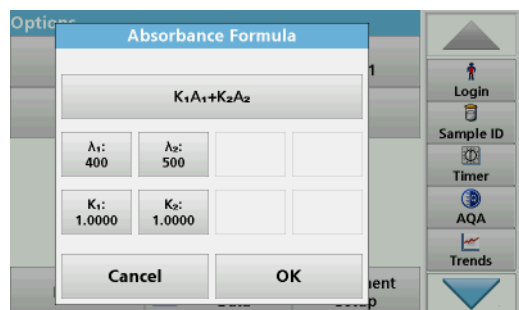 Options
Absorbance Formula
1
K₁A₁+K₂A₂
λ₁:
400
λ₂:
500
K₁:
1.0000
K₂:
1.0000
Cancel
OK
Login
Sample ID
Timer
AQA
Trends